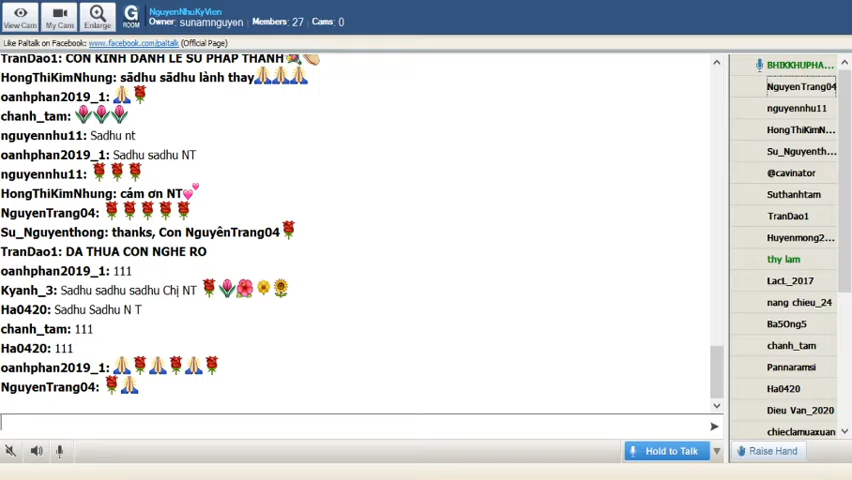 NguyenNhuKyVien
Owner: sunamnguyen Members: 27 Cams: 0
View Cam
My Cam
Enlarge
G
ROOM
Like Paltalk on Facebook: www.facebook.com/paltalk (Official Page)
TranDao1: CON KINH DANH LE SU PHAP THANH
HongThiKimNhung: sādhu sādhu lành thay
oanhphan2019_1:
chanh_tam:
nguyennhu11: Sadhu nt
oanhphan2019_1: Sadhu sadhu NT
nguyennhu11:
HongThiKimNhung: cám ơn NT
NguyenTrang04:
Su_Nguyenthong: thanks, Con NguyênTrang04
TranDao1: DA THUA CON NGHE RO
oanhphan2019_1: 111
Kyanh_3: Sadhu sadhu sadhu Chị NT
Ha0420: Sadhu Sadhu N T
chanh_tam: 111
Ha0420: 111
oanhphan2019_1:
NguyenTrang04:
Hold to Talk
BHIKKHUPHA...
NguyenTrang04
nguyennhu11
HongThiKimN...
Su_Nguyenth...
@cavinator
Suthanhtam
TranDao1
Huyenmong2...
thy lam
LacL_2017
nang chieu_24
Ba5Ong5
chanh_tam
Pannaramsi
Ha0420
Dieu Van_2020
chieclamuaxuan
Raise Hand